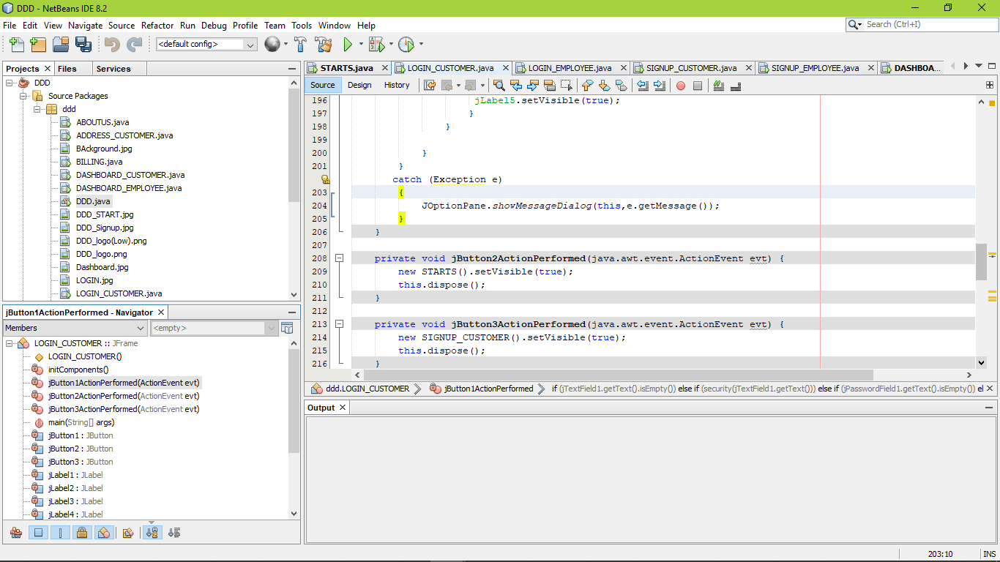 DDD - NetBeans IDE 8.2
File Edit View Navigate Source Refactor Run Debug Profile Team Tools Window Help
Search (Ctrl+I)
<default config>
Projects Files Services
DDD
Source Packages
ddd
ABOUTUS.java
ADDRESS_CUSTOMER.java
BAckground.jpg
BILLING.java
DASHBOARD_CUSTOMER.java
DASHBOARD_EMPLOYEE.java
DDD.java
DDD_START.jpg
DDD_Signup.jpg
DDD_logo(Low).png
DDD_logo.png
Dashboard.jpg
LOGIN.jpg
LOGIN_CUSTOMER.java
jButton1ActionPerformed - Navigator
Members <empty>
LOGIN_CUSTOMER :: JFrame
LOGIN_CUSTOMER()
initComponents()
jButton1ActionPerformed(ActionEvent evt)
jButton2ActionPerformed(ActionEvent evt)
jButton3ActionPerformed(ActionEvent evt)
main(String[] args)
jButton1 : JButton
jButton2 : JButton
jButton3 : JButton
jLabel1 : JLabel
jLabel2 : JLabel
jLabel3 : JLabel
jLabel4 : JLabel
STARTS.java LOGIN_CUSTOMER.java LOGIN_EMPLOYEE.java SIGNUP_CUSTOMER.java SIGNUP_EMPLOYEE.java DASHBOA...
Source Design History
196 jLabel5.setVisible(true);
197 }
198 }
199
200 }
201 }
catch (Exception e)
203 {
204 JOptionPane.showMessageDialog(this,e.getMessage());
205 }
206 }
207
208 private void jButton2ActionPerformed(java.awt.event.ActionEvent evt) {
209 new STARTS().setVisible(true);
210 this.dispose();
211 }
212
213 private void jButton3ActionPerformed(java.awt.event.ActionEvent evt) {
214 new SIGNUP_CUSTOMER().setVisible(true);
215 this.dispose();
216 }
ddd.LOGIN_CUSTOMER jButton1ActionPerformed if (jTextField1.getText().isEmpty()) else if (security(jTextField1.getText())) else if (jPasswordField1.getText().isEmpty()) el
Output
203:10 INS